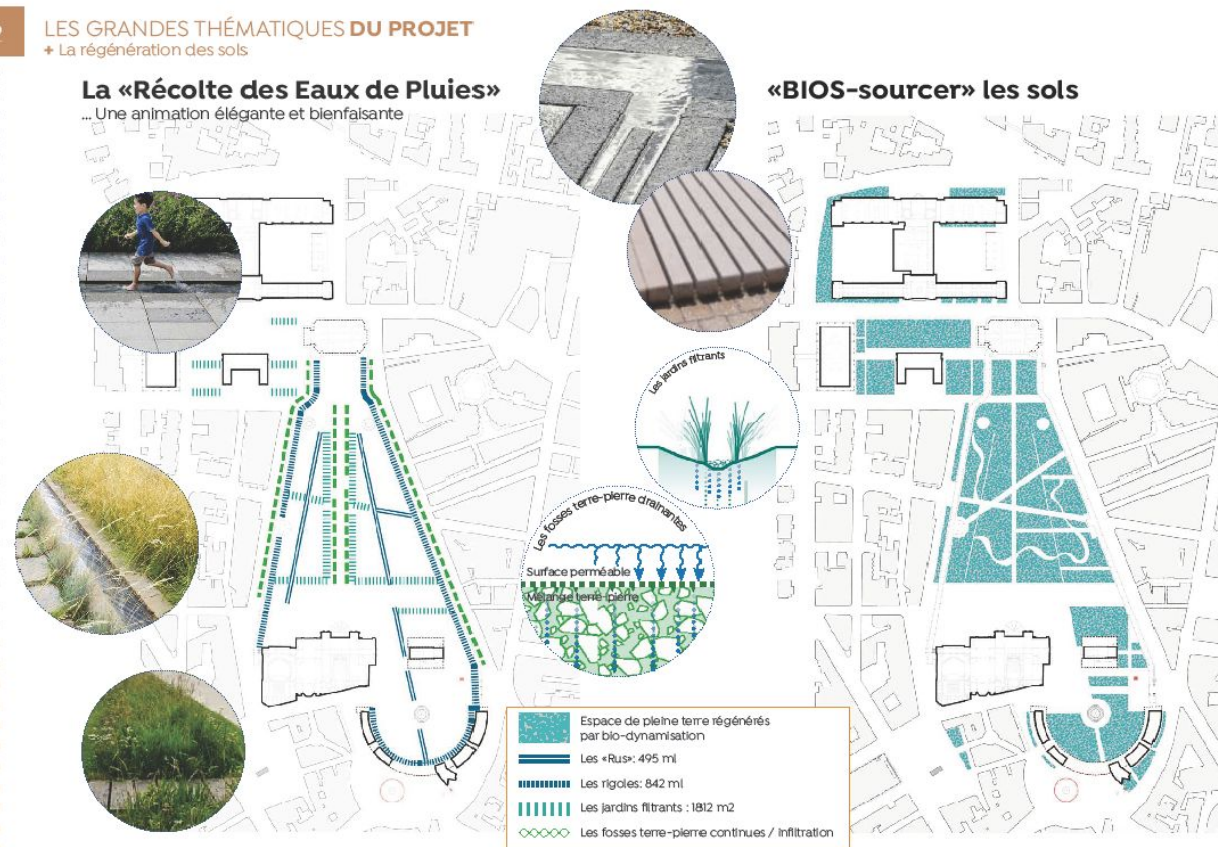 LES GRANDES THÉMATIQUES DU PROJET
+ La régénération des sols
La «Récolte des Eaux de Pluies»
... Une animation élégante et bienfaisante
«BIOS-sourcer» les sols
Les jardins filtrants
Les fosses terre-pierre drainantes
Surface perméable
Mélange terre-pierre
Espace de pleine terre régénérés
par bio-dynamisation
Les «Rus»: 495 ml
Les rigoles: 842 ml
Les jardins filtrants : 1812 m2
Les fosses terre-pierre continues / infiltration